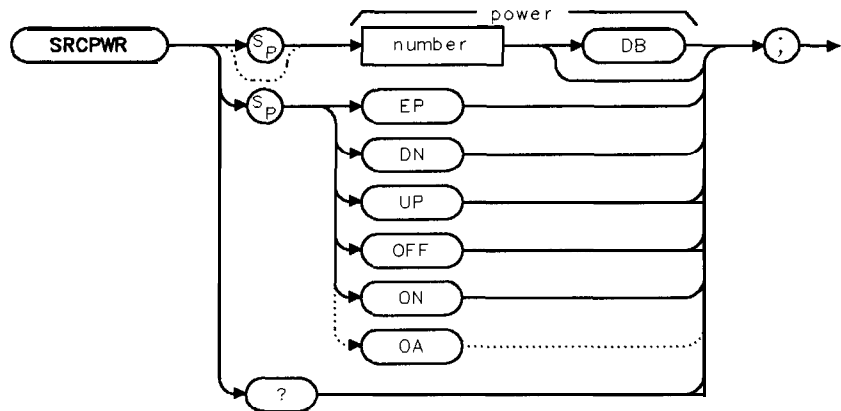 power
SRCPWR SP number DB ;
SP EP
DN
UP
OFF
ON
OA
?